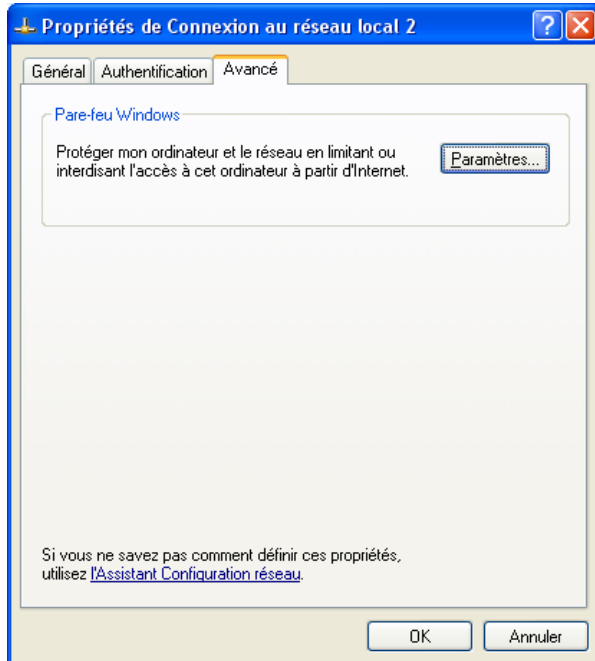 Propriétés de Connexion au réseau local 2
Général Authentification Avancé
Pare-feu Windows
Protéger mon ordinateur et le réseau en limitant ou
interdisant l'accès à cet ordinateur à partir d'Internet.
Paramètres...
Si vous ne savez pas comment définir ces propriétés,
utilisez l'Assistant Configuration réseau.
OK Annuler